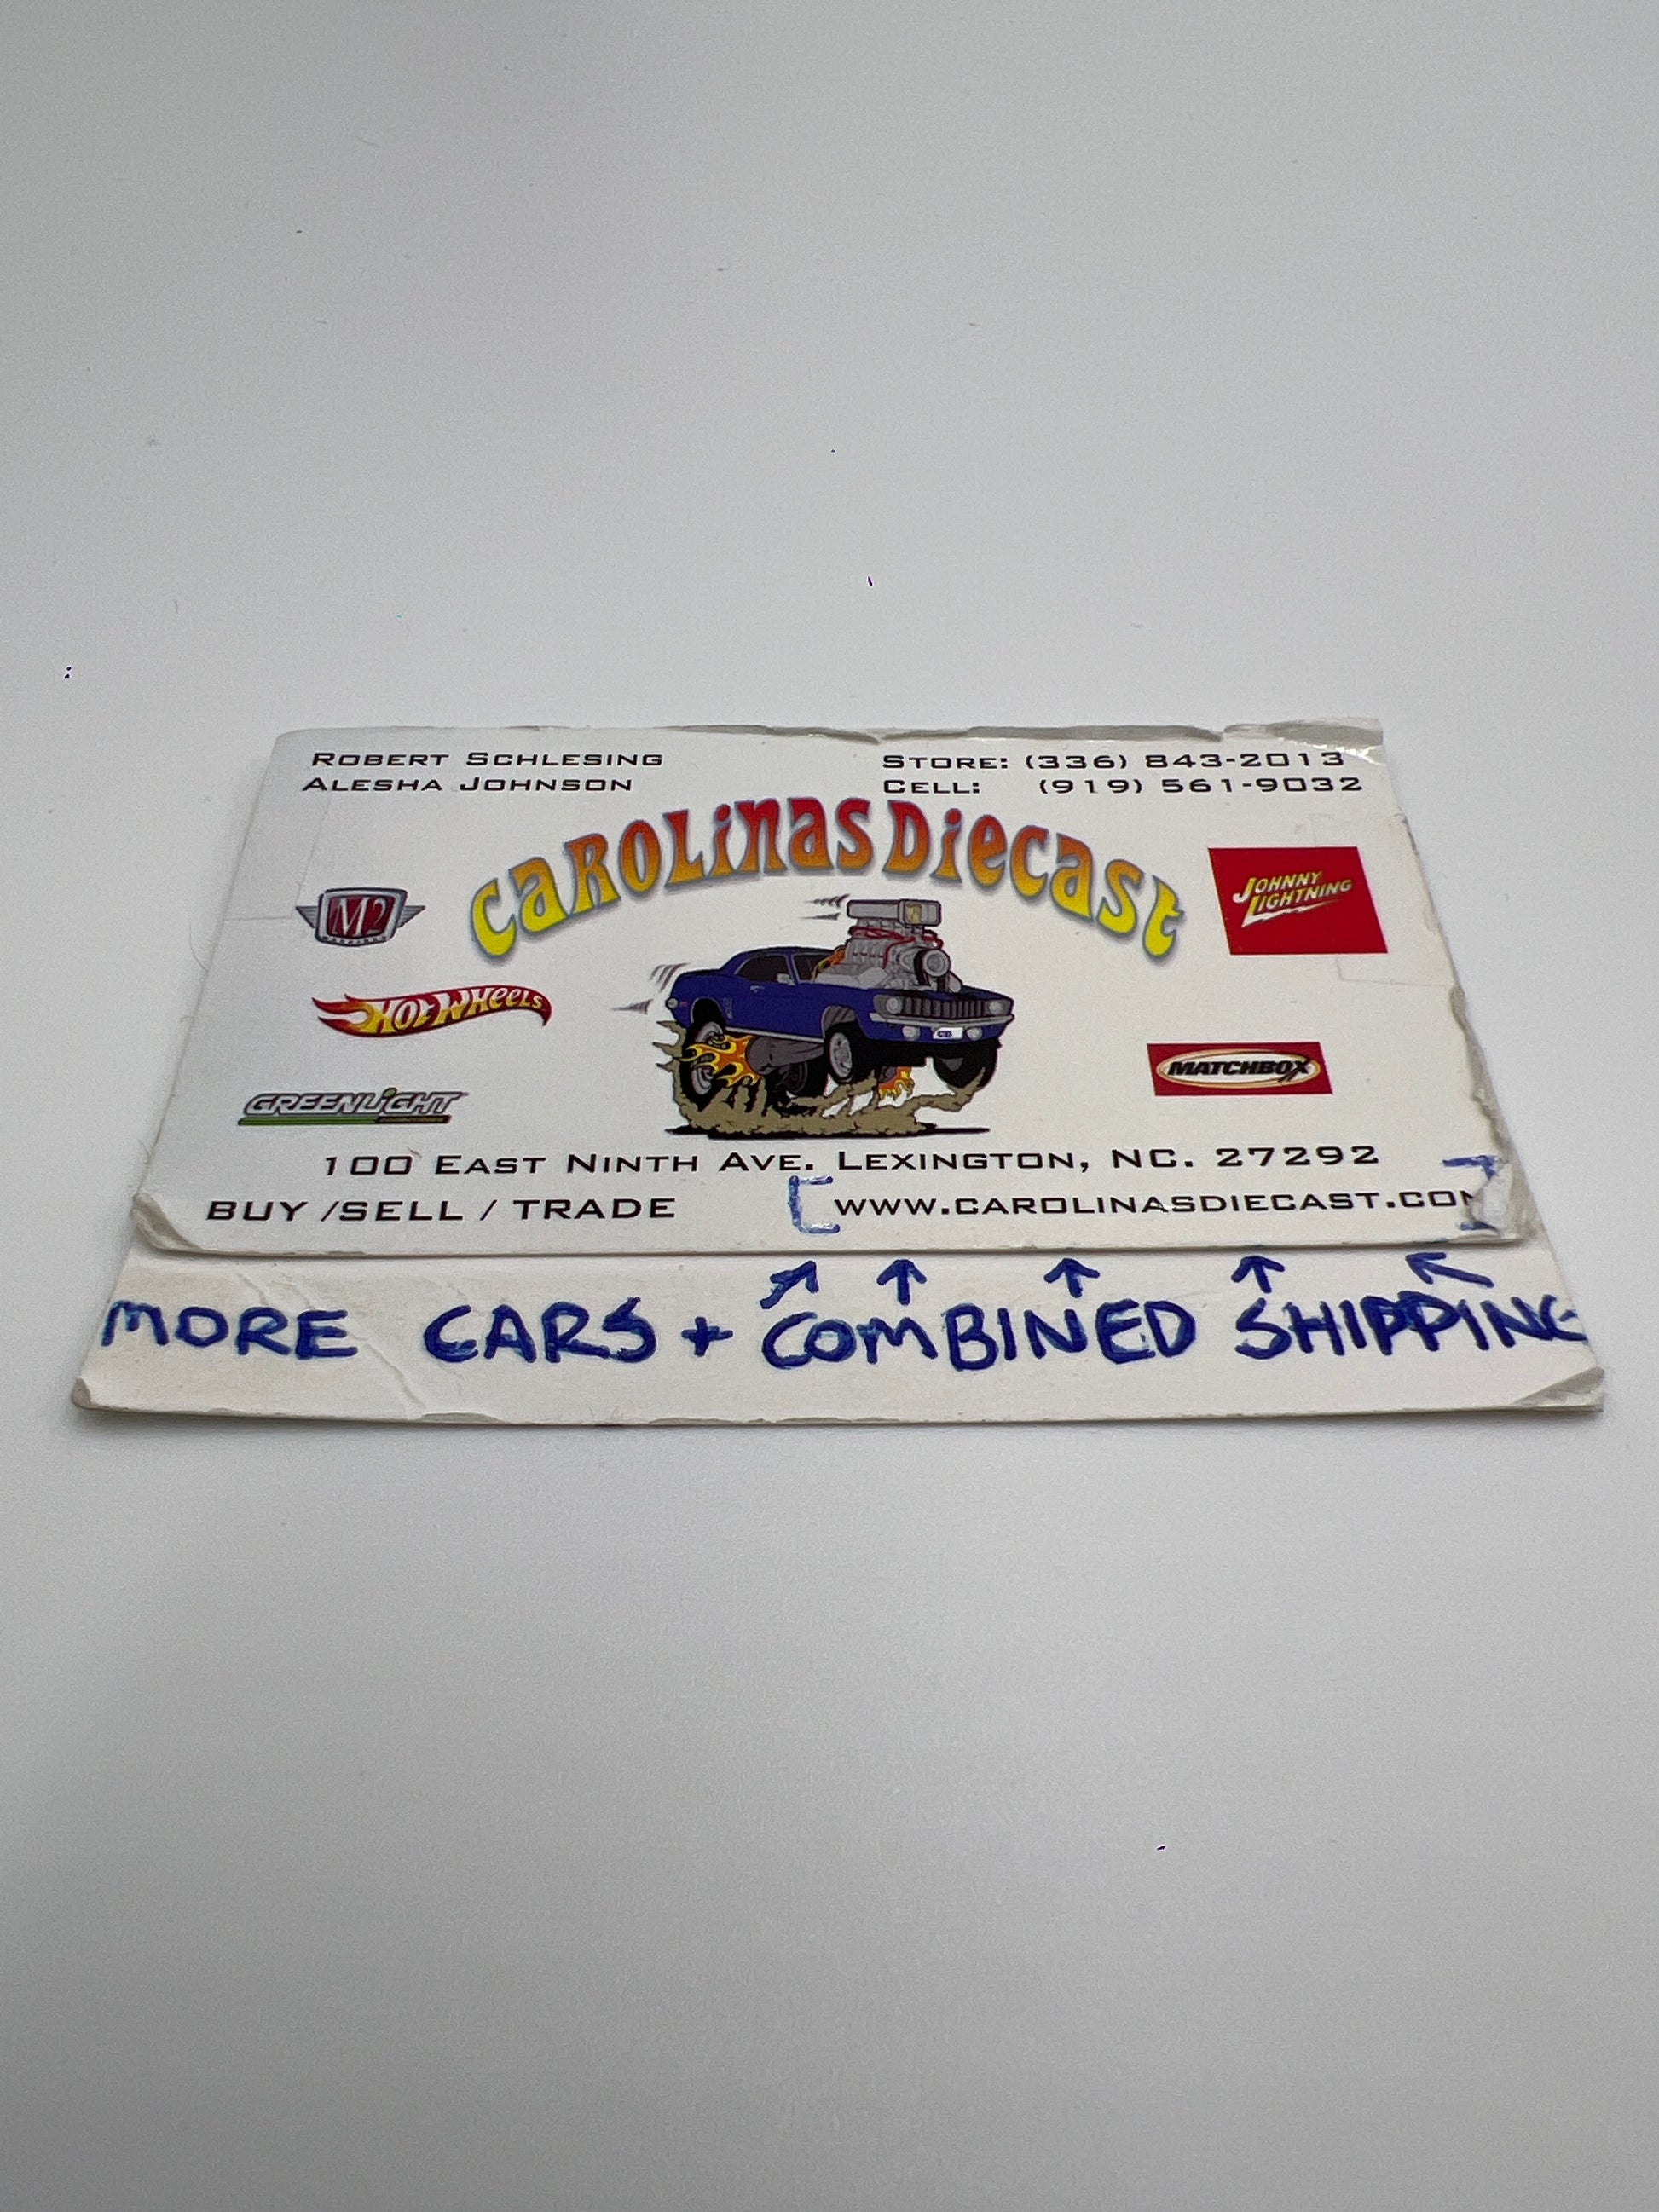 ROBERT SCHLESING
ALESHA JOHNSON
STORE: (336) 843-2013
CELL: (919) 561-9032
CAROLINAS DIECAST
M2
JOHNNY LIGHTNING
HOT WHEELS
MATCHBOX
GREENLIGHT
100 EAST NINTH AVE. LEXINGTON, NC. 27292
BUY /SELL / TRADE
WWW.CAROLINASDIECAST.COM
MORE CARS + COMBINED SHIPPING